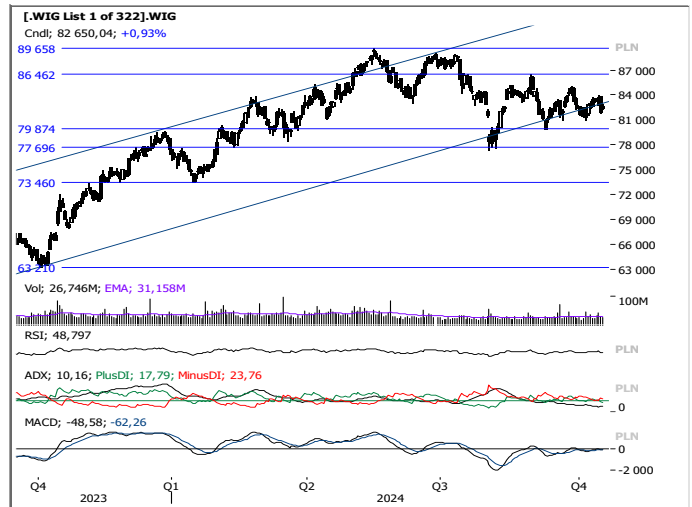 [.WIG List 1 of 322].WIG
Cndl; 82 650,04; +0,93%
PLN
89 658
86 462
79 874
77 696
73 460
63 210
87 000
84 000
81 000
78 000
75 000
72 000
69 000
66 000
63 000
Vol; 26,746M; EMA; 31,158M
100M
RSI; 48,797
PLN
ADX; 10,16; PlusDI; 17,79; MinusDI; 23,76
PLN
0
MACD; -48,58; -62,26
PLN
0
-2 000
Q4 Q1 Q2 Q3 Q4
2023 2024